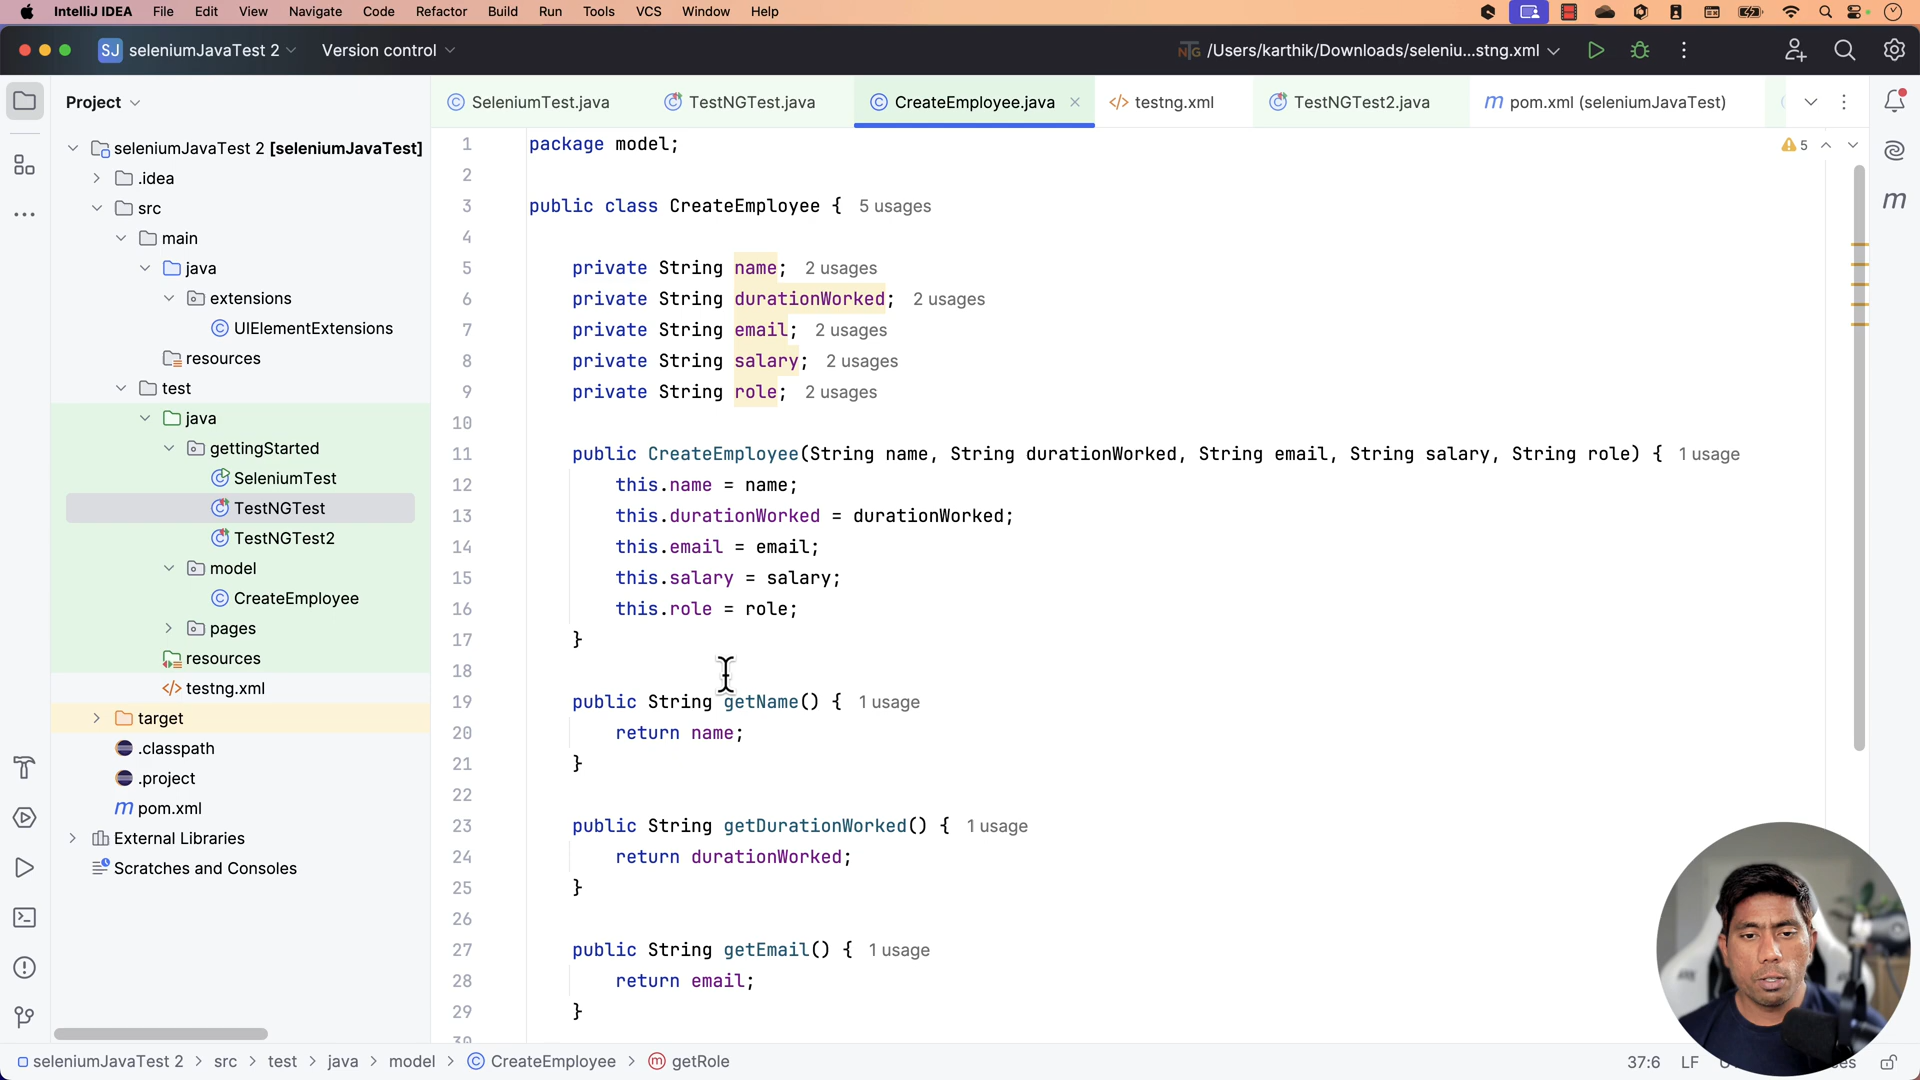 IntelliJ IDEA File Edit View Navigate Code Refactor Build Run Tools VCS Window Help
SJ seleniumJavaTest 2 Version control /Users/karthik/Downloads/seleniu...stng.xml
Project
SeleniumTest.java TestNGTest.java CreateEmployee.java testng.xml TestNGTest2.java pom.xml (seleniumJavaTest)
seleniumJavaTest 2 [seleniumJavaTest]
.idea
src
main
java
extensions
UIElementExtensions
resources
test
java
gettingStarted
SeleniumTest
TestNGTest
TestNGTest2
model
CreateEmployee
pages
resources
testng.xml
target
.classpath
.project
pom.xml
External Libraries
Scratches and Consoles
5
1 package model;
2
3 public class CreateEmployee { 5 usages
4
5 private String name; 2 usages
6 private String durationWorked; 2 usages
7 private String email; 2 usages
8 private String salary; 2 usages
9 private String role; 2 usages
10
11 public CreateEmployee(String name, String durationWorked, String email, String salary, String role) { 1 usage
12 this.name = name;
13 this.durationWorked = durationWorked;
14 this.email = email;
15 this.salary = salary;
16 this.role = role;
17 }
18
19 public String getName() { 1 usage
20 return name;
21 }
22
23 public String getDurationWorked() { 1 usage
24 return durationWorked;
25 }
26
27 public String getEmail() { 1 usage
28 return email;
29 }
30
seleniumJavaTest 2 > src > test > java > model > CreateEmployee > getRole 37:6 LF